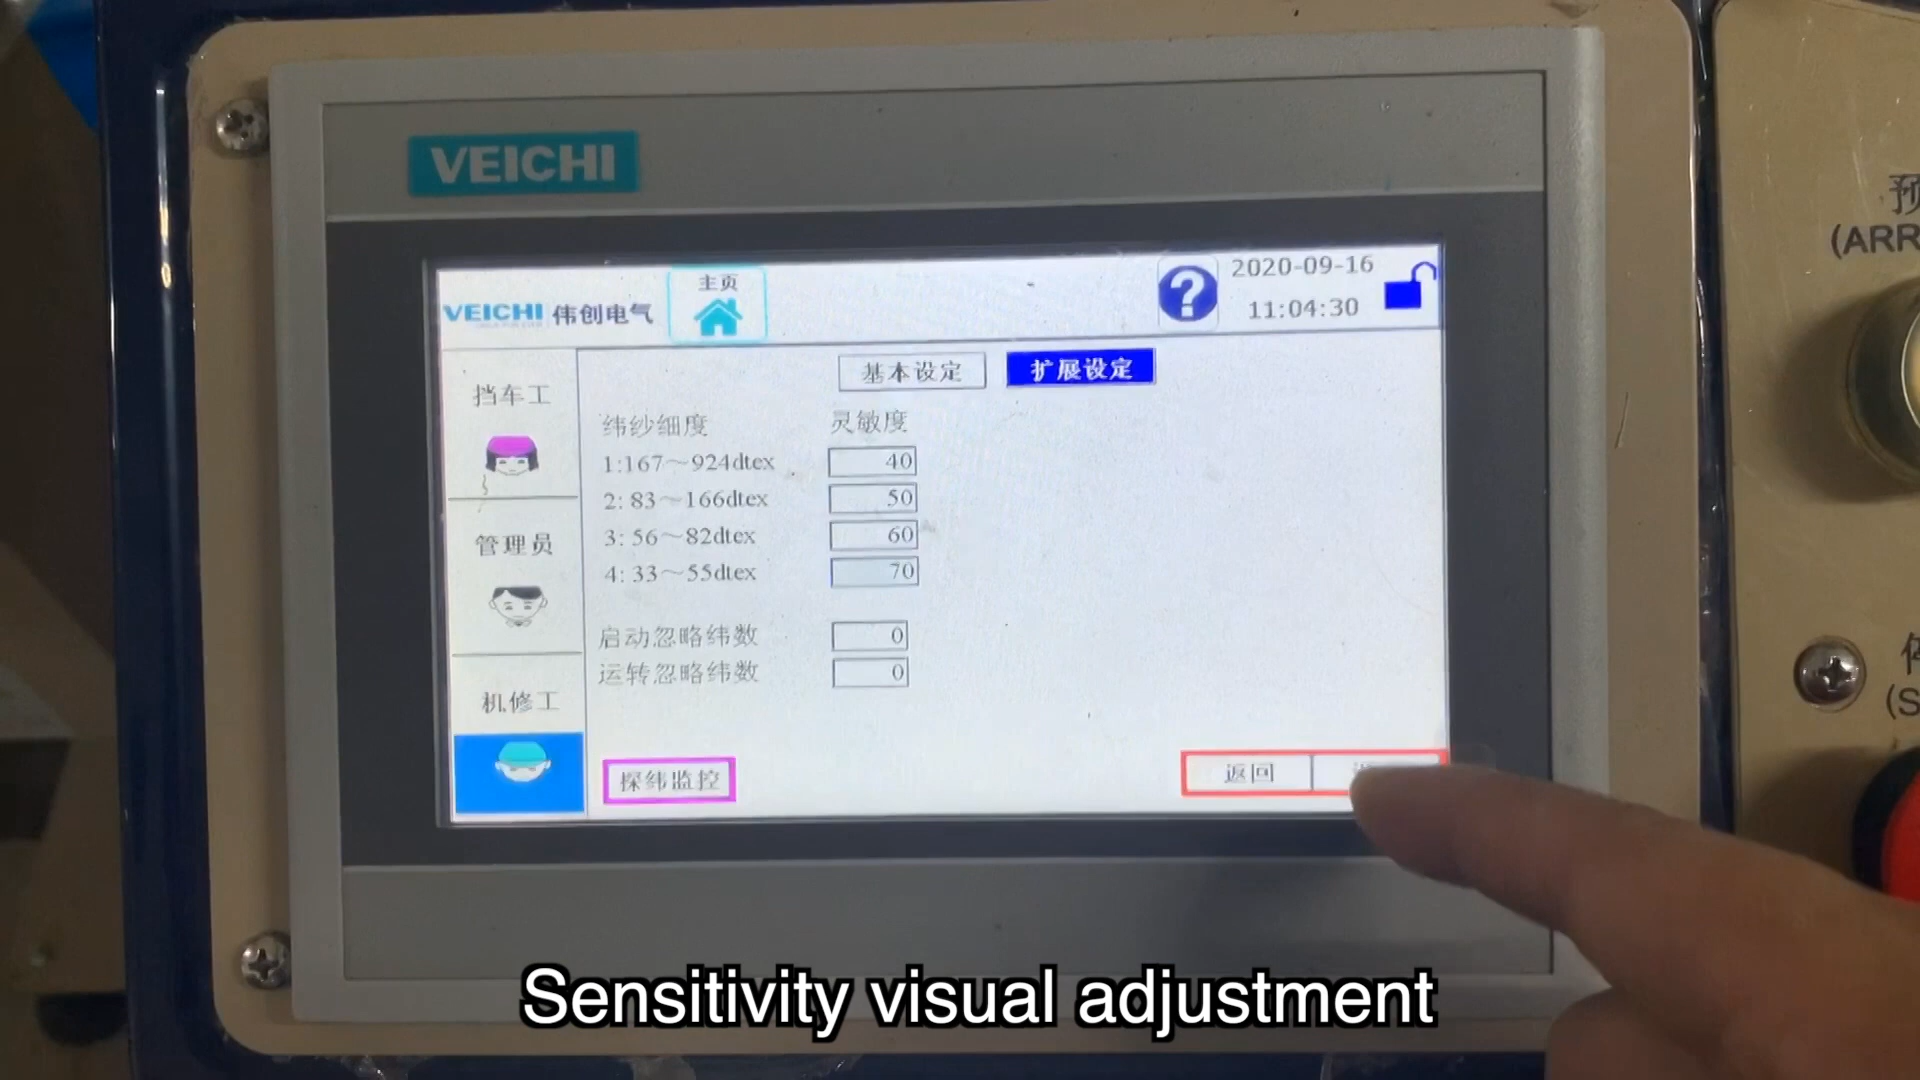 VEICHI
VEICHI 伟创电气
主页
2020-09-16
11:04:30
挡车工
管理员
机修工
基本设定
扩展设定
纬纱细度 灵敏度
1:167～924dtex 40
2: 83～166dtex 50
3: 56～82dtex 60
4: 33～55dtex 70
启动忽略纬数 0
运转忽略纬数 0
探纬监控
返回
预
(ARR
(S
Sensitivity visual adjustment